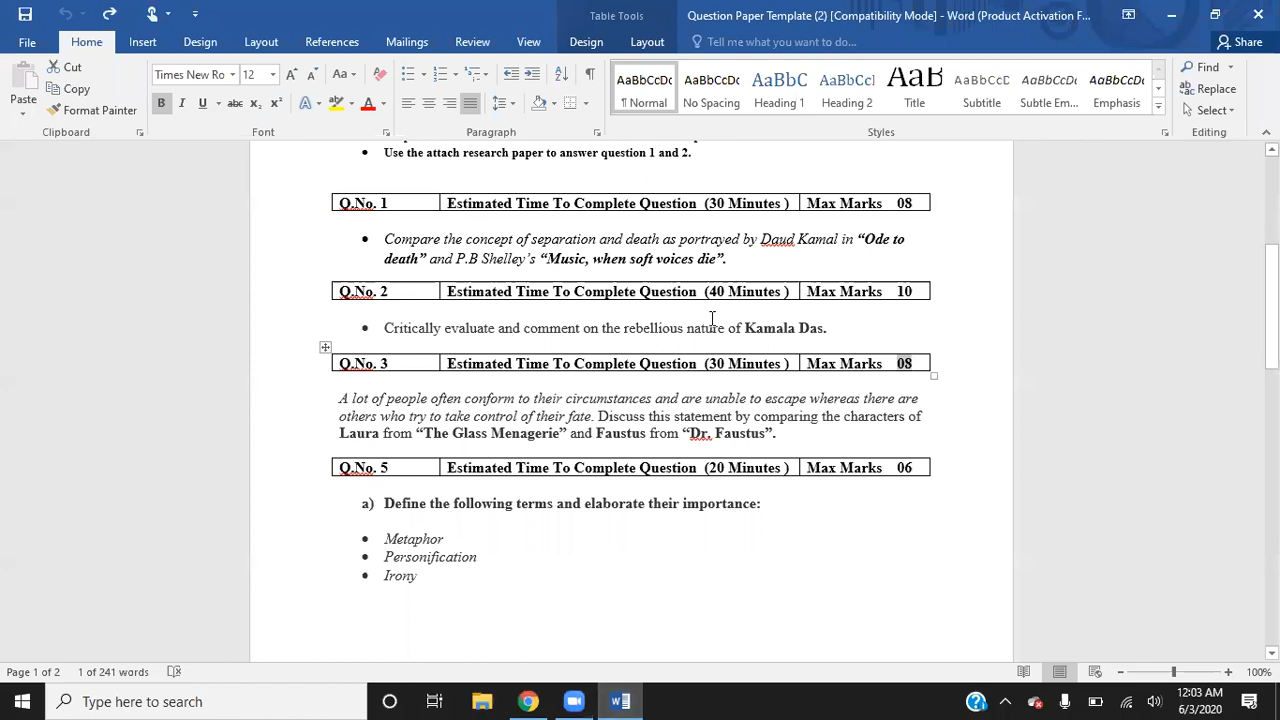 Table Tools
Question Paper Template (2) [Compatibility Mode] - Word (Product Activation F...
File Home Insert Design Layout References Mailings Review View Design Layout Tell me what you want to do... Share
Paste Cut Copy Format Painter
Times New Ro 12 Aa
B I U abc x₂ x² A A
AaBbCcDc AaBbCcDc AaBbC AaBbCcI AaB AaBbCcD AaBbCcDc AaBbCcDc
¶ Normal No Spacing Heading 1 Heading 2 Title Subtitle Subtle Em... Emphasis
Find Replace Select
Clipboard Font Paragraph Styles Editing
• Use the attach research paper to answer question 1 and 2.
Q.No. 1 Estimated Time To Complete Question (30 Minutes ) Max Marks 08
• Compare the concept of separation and death as portrayed by Daud Kamal in “Ode to
death” and P.B Shelley’s “Music, when soft voices die”.
Q.No. 2 Estimated Time To Complete Question (40 Minutes ) Max Marks 10
• Critically evaluate and comment on the rebellious nature of Kamala Das.
Q.No. 3 Estimated Time To Complete Question (30 Minutes ) Max Marks 08
A lot of people often conform to their circumstances and are unable to escape whereas there are
others who try to take control of their fate. Discuss this statement by comparing the characters of
Laura from “The Glass Menagerie” and Faustus from “Dr. Faustus”.
Q.No. 5 Estimated Time To Complete Question (20 Minutes ) Max Marks 06
a) Define the following terms and elaborate their importance:
• Metaphor
• Personification
• Irony
Page 1 of 2 1 of 241 words 100%
Type here to search
12:03 AM
6/3/2020